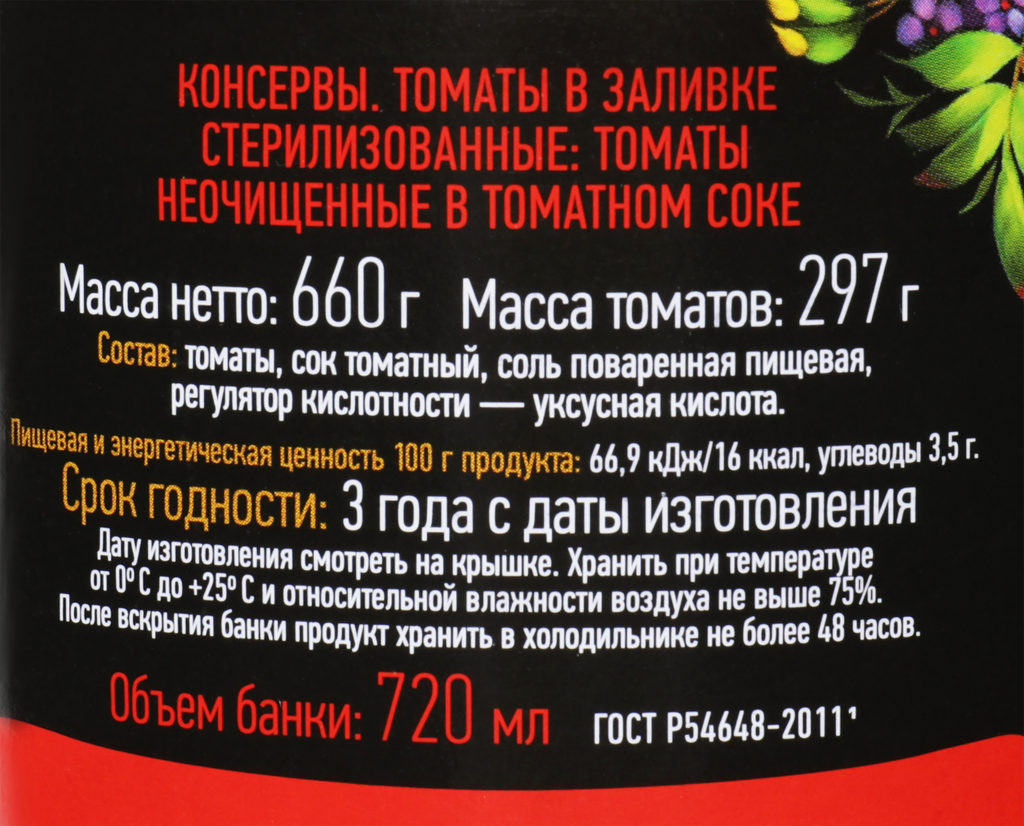 КОНСЕРВЫ. ТОМАТЫ В ЗАЛИВКЕ
СТЕРИЛИЗОВАННЫЕ: ТОМАТЫ
НЕОЧИЩЕННЫЕ В ТОМАТНОМ СОКЕ
Масса нетто: 660 г Масса томатов: 297 г
Состав: томаты, сок томатный, соль поваренная пищевая,
регулятор кислотности — уксусная кислота.
Пищевая и энергетическая ценность 100 г продукта: 66,9 кДж/16 ккал, углеводы 3,5 г.
Срок годности: 3 года с даты изготовления
Дату изготовления смотреть на крышке. Хранить при температуре
от 0º С до +25º С и относительной влажности воздуха не выше 75%.
После вскрытия банки продукт хранить в холодильнике не более 48 часов.
Объем банки: 720 мл ГОСТ Р54648-2011¹